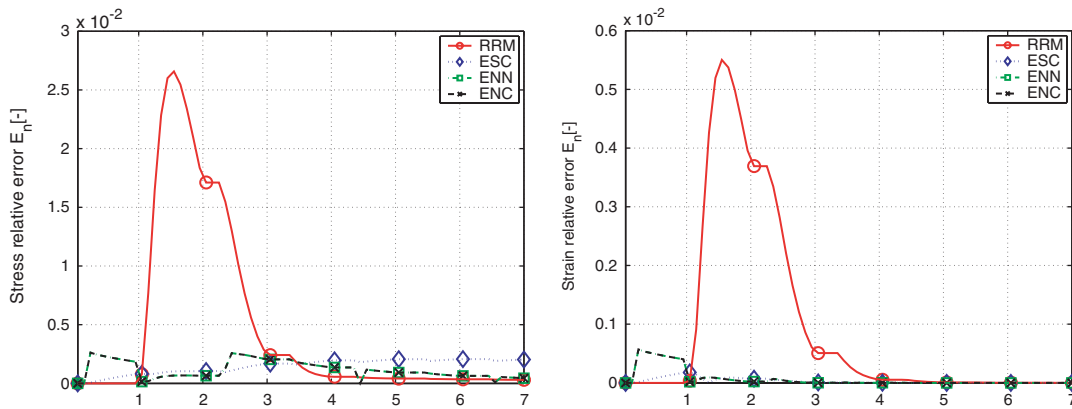 x 10⁻²
3
2.5
2
1.5
1
0.5
0
1 2 3 4 5 6 7
Stress relative error E_n[-]
RRM
ESC
ENN
ENC
x 10⁻²
0.6
0.5
0.4
0.3
0.2
0.1
0
0 1 2 3 4 5 6 7
Strain relative error E_n[-]
RRM
ESC
ENN
ENC